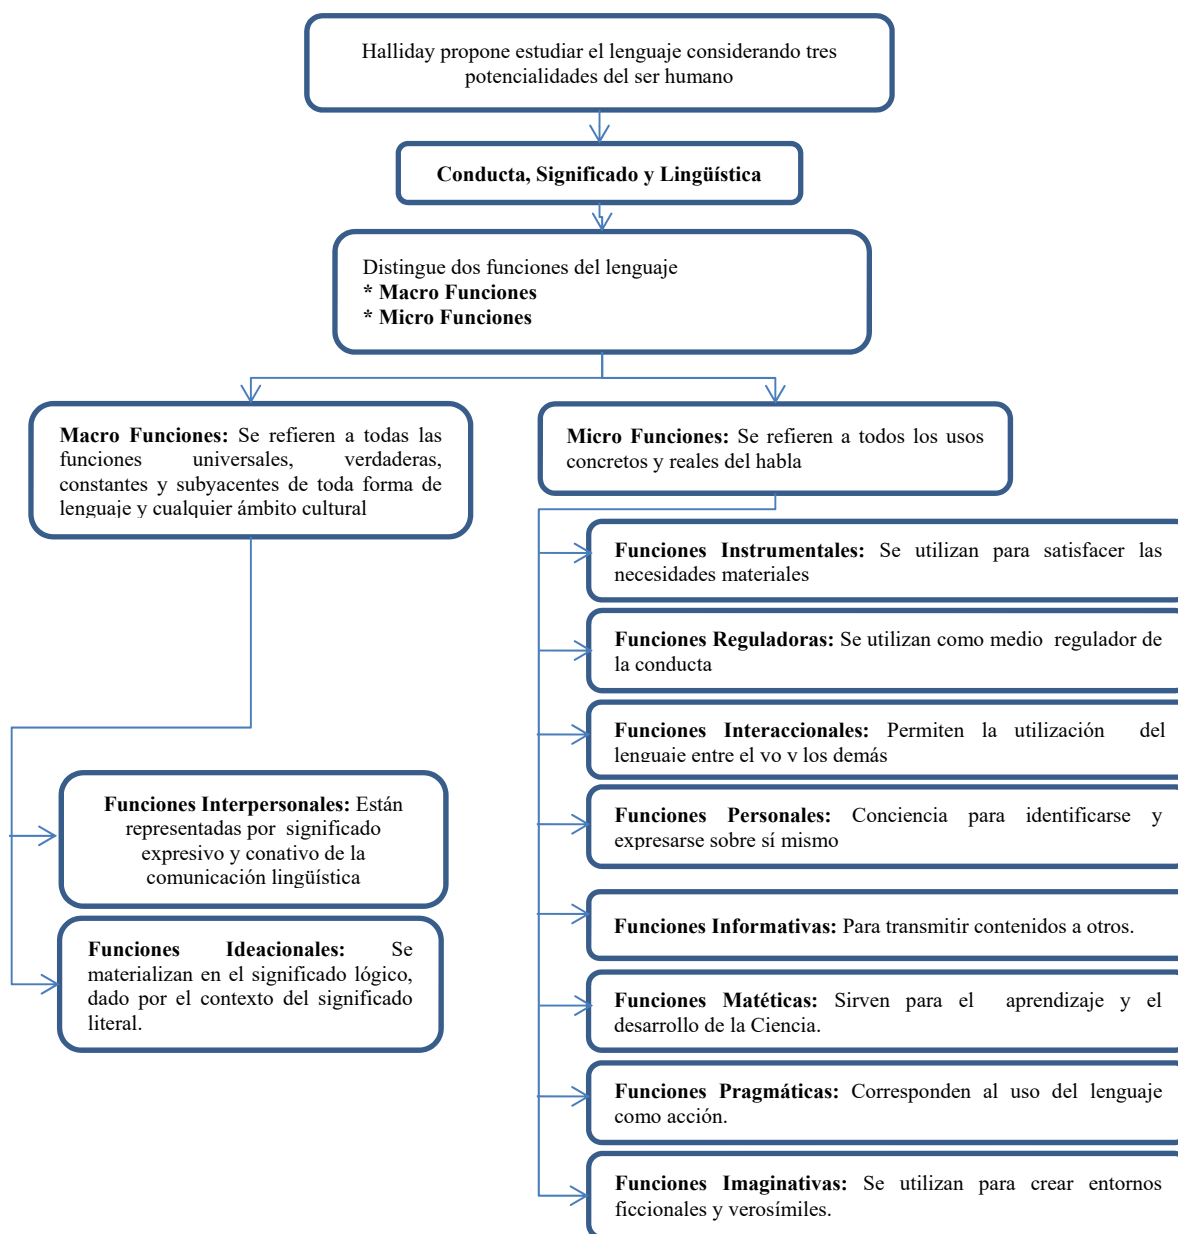 Halliday propone estudiar el lenguaje considerando tres
potencialidades del ser humano
Conducta, Significado y Lingüística
Distingue dos funciones del lenguaje
* Macro Funciones
* Micro Funciones
Macro Funciones: Se refieren a todas las
funciones universales, verdaderas,
constantes y subyacentes de toda forma de
lenguaje y cualquier ámbito cultural
Funciones Interpersonales: Están
representadas por significado
expresivo y conativo de la
comunicación lingüística
Funciones Ideacionales: Se
materializan en el significado lógico,
dado por el contexto del significado
literal.
Micro Funciones: Se refieren a todos los usos
concretos y reales del habla
Funciones Instrumentales: Se utilizan para satisfacer las
necesidades materiales
Funciones Reguladoras: Se utilizan como medio regulador de
la conducta
Funciones Interaccionales: Permiten la utilización del
lenguaje entre el yo y los demás
Funciones Personales: Conciencia para identificarse y
expresarse sobre sí mismo
Funciones Informativas: Para transmitir contenidos a otros.
Funciones Matéticas: Sirven para el aprendizaje y el
desarrollo de la Ciencia.
Funciones Pragmáticas: Corresponden al uso del lenguaje
como acción.
Funciones Imaginativas: Se utilizan para crear entornos
ficcionales y verosímiles.